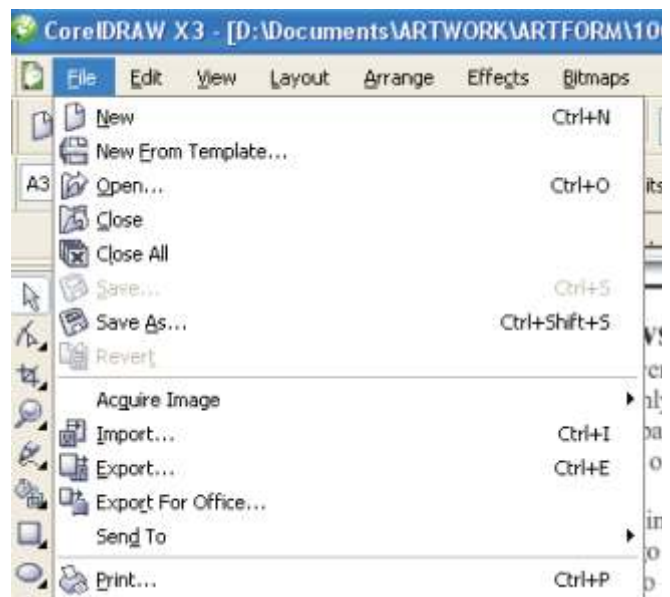 CorelDRAW X3 - [D:\Documents\ARTWORK\ARTFORM\10
File Edit View Layout Arrange Effects Bitmaps
New Ctrl+N
New From Template...
A3 Open... Ctrl+O its
Close
Close All
Save... Ctrl+S
Save As... Ctrl+Shift+S
Revert
Acquire Image
Import... Ctrl+I
Export... Ctrl+E
Export For Office...
Send To
Print... Ctrl+P